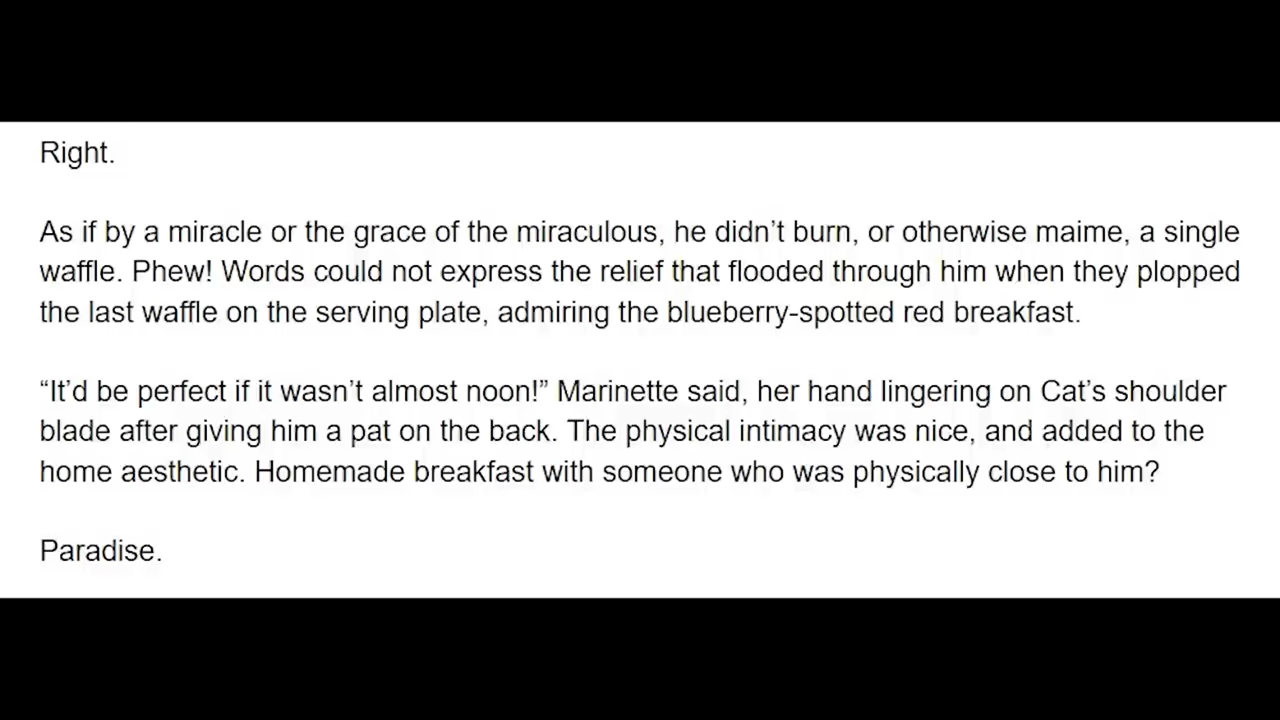 Right.
As if by a miracle or the grace of the miraculous, he didn’t burn, or otherwise maime, a single
waffle. Phew! Words could not express the relief that flooded through him when they plopped
the last waffle on the serving plate, admiring the blueberry-spotted red breakfast.
“It’d be perfect if it wasn’t almost noon!” Marinette said, her hand lingering on Cat’s shoulder
blade after giving him a pat on the back. The physical intimacy was nice, and added to the
home aesthetic. Homemade breakfast with someone who was physically close to him?
Paradise.